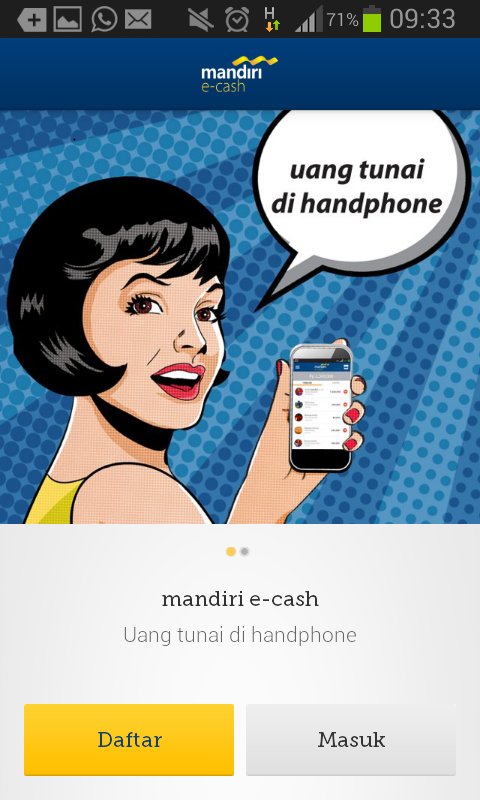 H
71%
09:33
mandiri
e-cash
uang tunai
di handphone
mandiri e-cash
Uang tunai di handphone
Daftar
Masuk